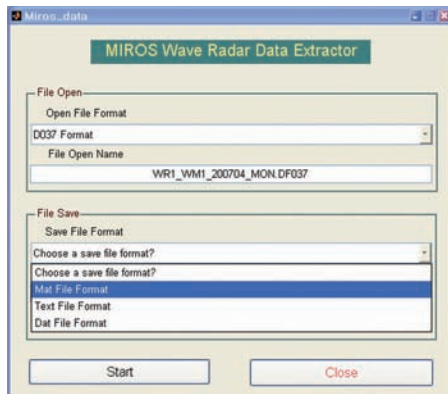 Miros_data
MIROS Wave Radar Data Extractor
File Open
Open File Format
D037 Format
File Open Name
WR1_WM1_200704_MON.DF037
File Save
Save File Format
Choose a save file format?
Choose a save file format?
Mat File Format
Text File Format
Dat File Format
Start
Close